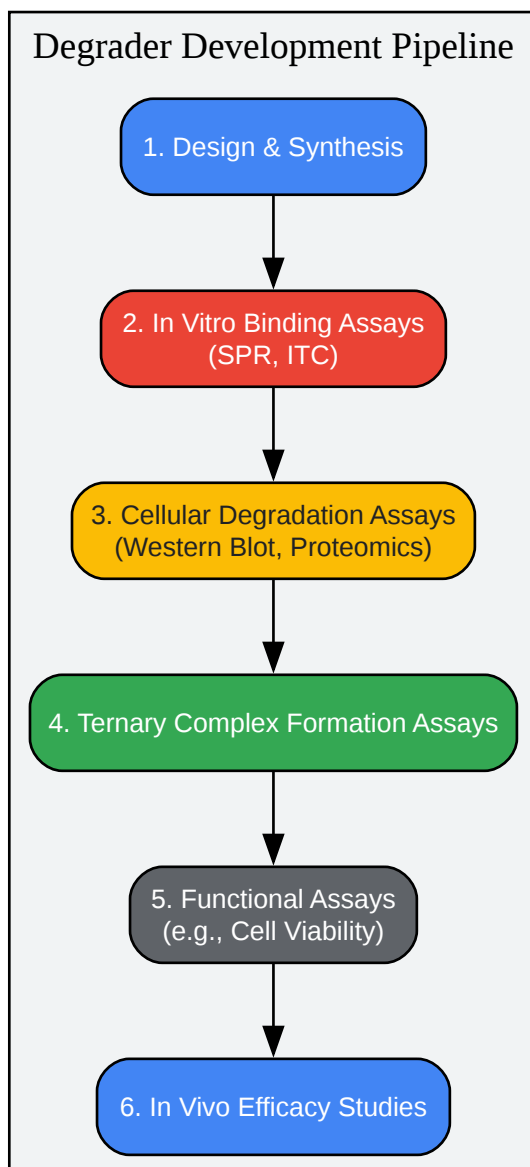 Degrader Development Pipeline
1. Design & Synthesis
2. In Vitro Binding Assays
(SPR, ITC)
3. Cellular Degradation Assays
(Western Blot, Proteomics)
4. Ternary Complex Formation Assays
5. Functional Assays
(e.g., Cell Viability)
6. In Vivo Efficacy Studies